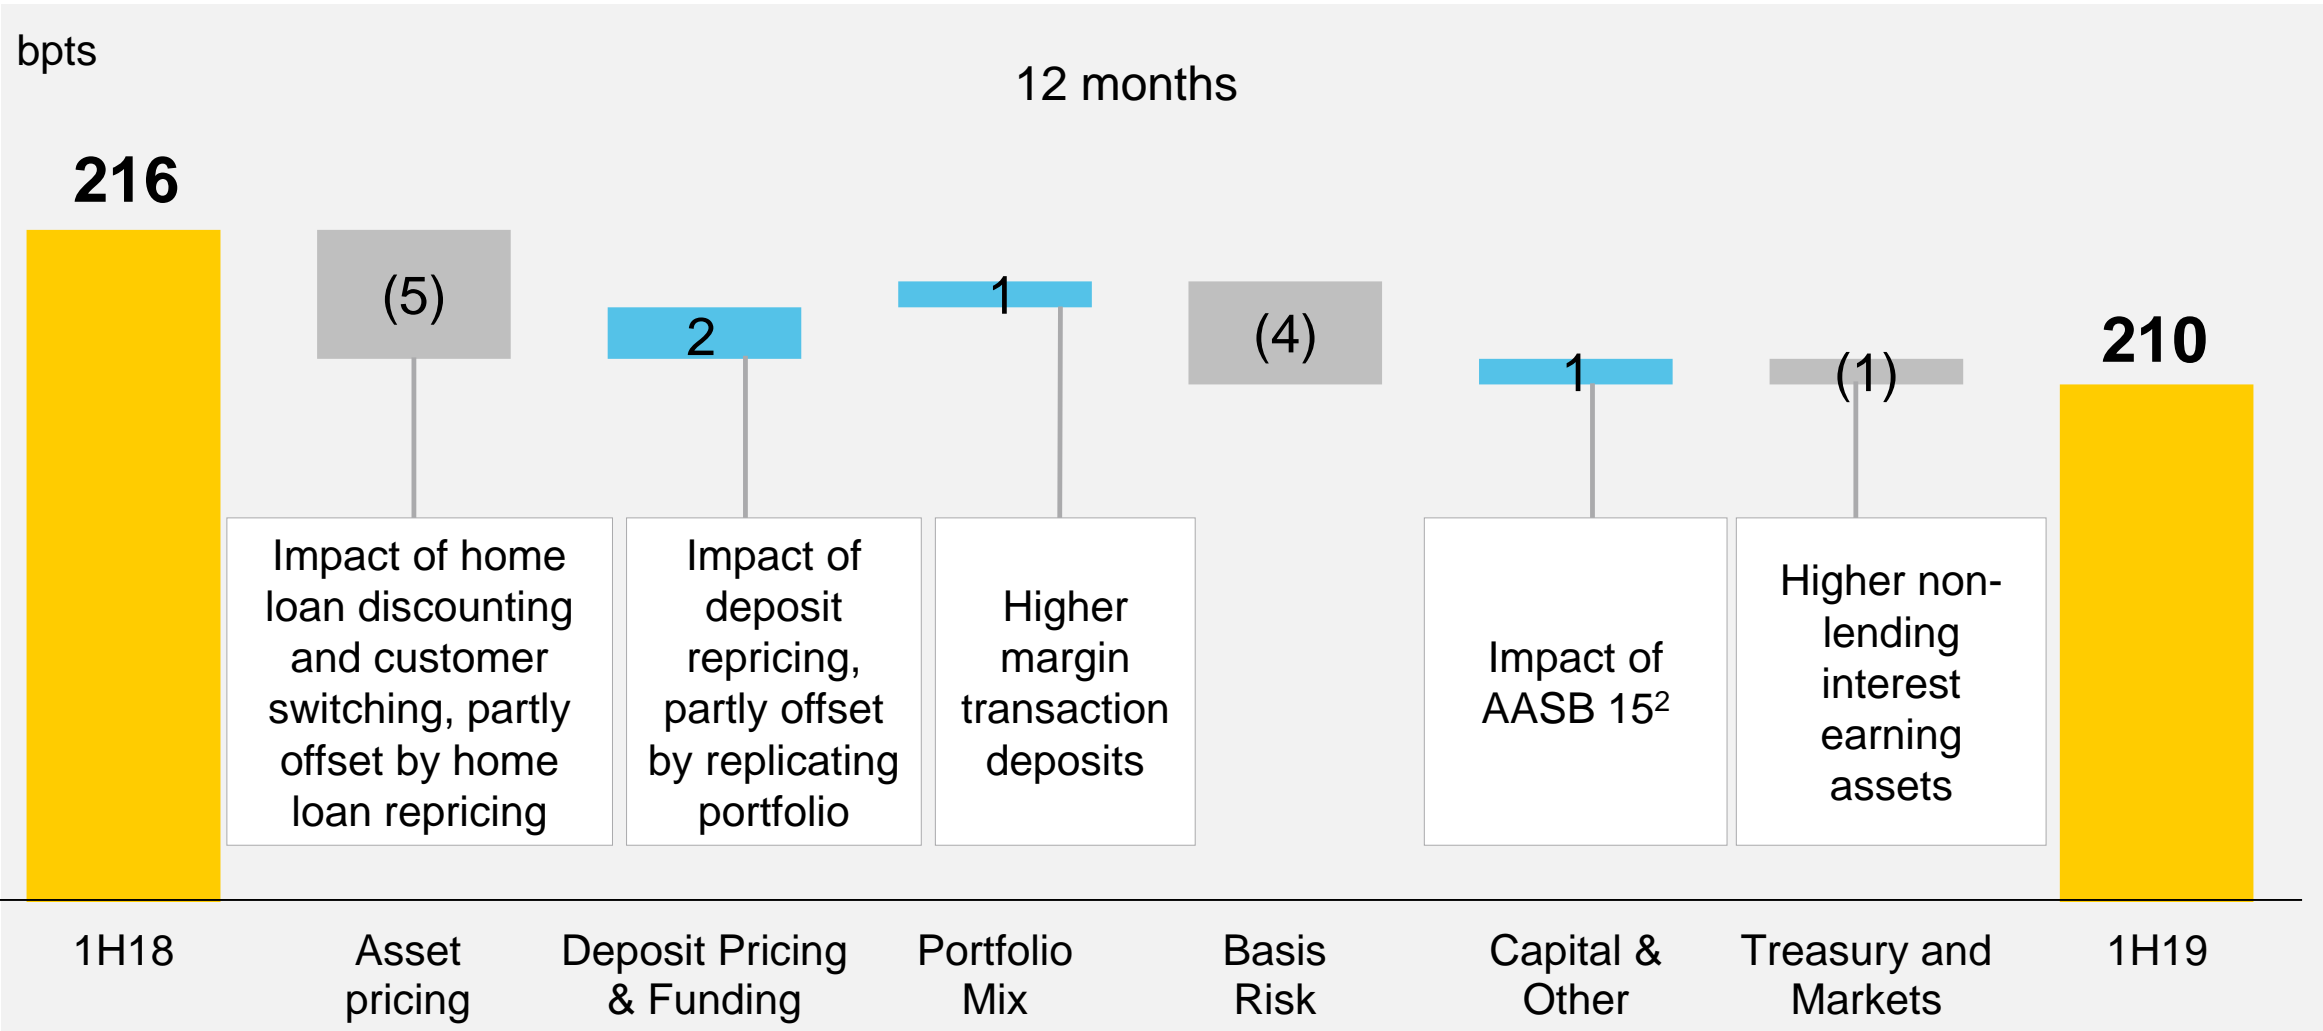 bpts
12 months
216
(5)
2
1
(4)
1
(1)
210
Impact of home
loan discounting
and customer
switching, partly
offset by home
loan repricing
Impact of
deposit
repricing,
partly offset
by replicating
portfolio
Higher
margin
transaction
deposits
Impact of
AASB 15²
Higher non-
lending
interest
earning
assets
1H18
Asset
pricing
Deposit Pricing
& Funding
Portfolio
Mix
Basis
Risk
Capital &
Other
Treasury and
Markets
1H19